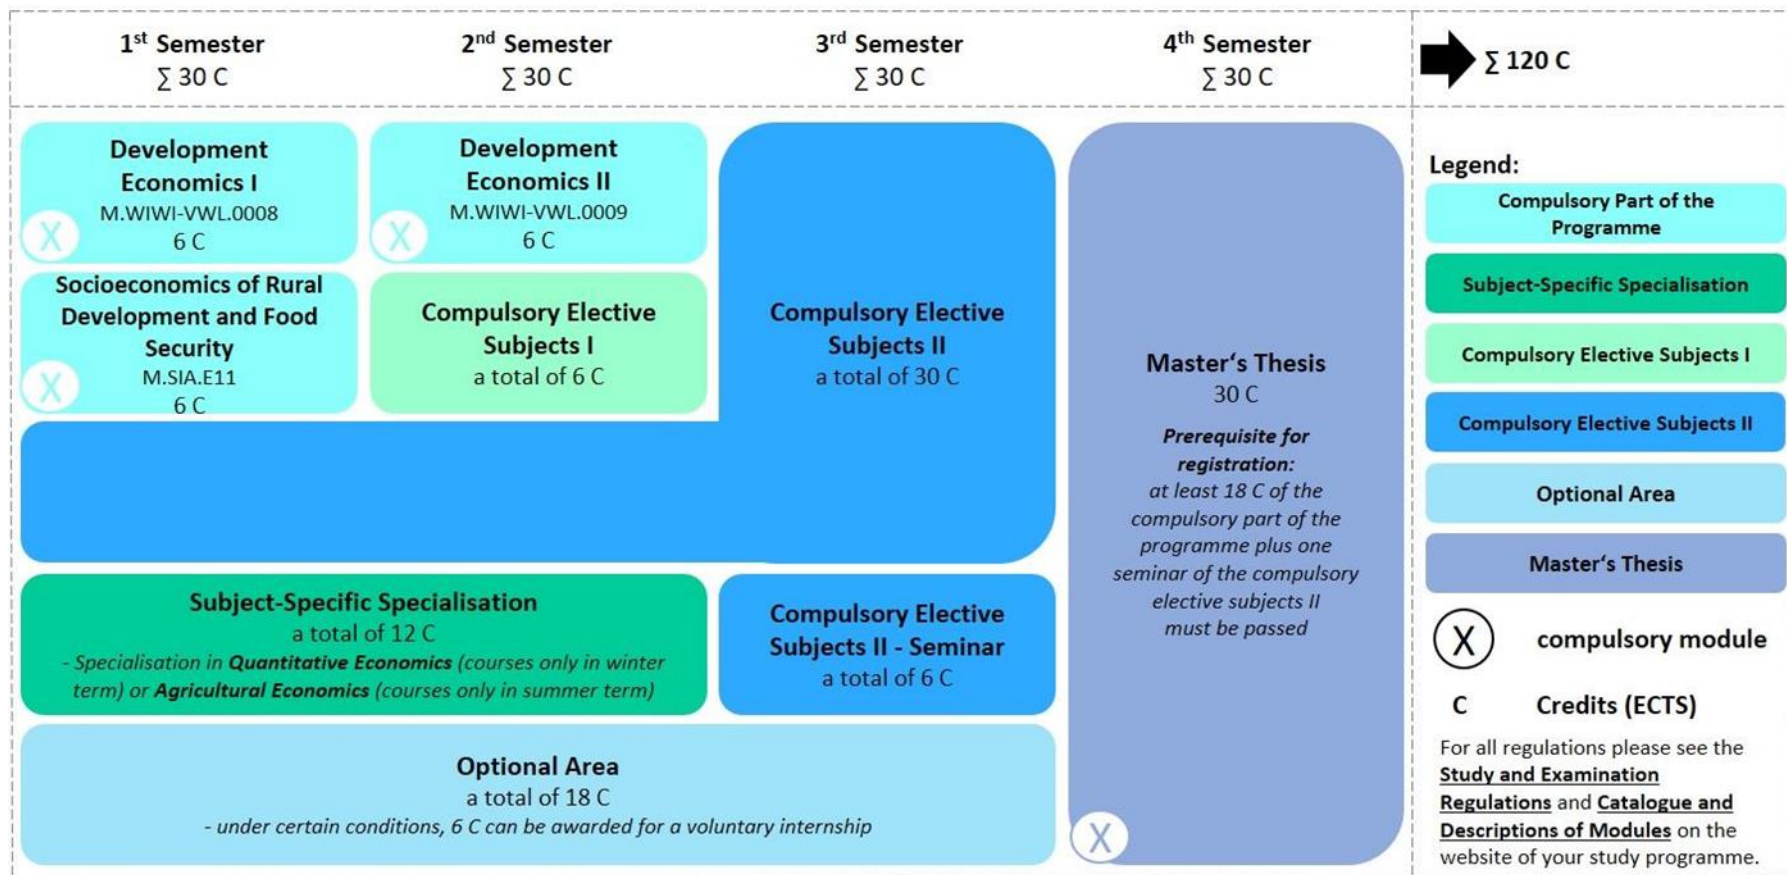 1st Semester
∑ 30 C
2nd Semester
∑ 30 C
3rd Semester
∑ 30 C
4th Semester
∑ 30 C
∑ 120 C
Development
Economics I
M.WIWI-VWL.0008
6 C
X
Development
Economics II
M.WIWI-VWL.0009
6 C
X
Socioeconomics of Rural
Development and Food
Security
M.SIA.E11
6 C
X
Compulsory Elective
Subjects I
a total of 6 C
Compulsory Elective
Subjects II
a total of 30 C
Subject-Specific Specialisation
a total of 12 C
- Specialisation in Quantitative Economics (courses only in winter
term) or Agricultural Economics (courses only in summer term)
Compulsory Elective
Subjects II - Seminar
a total of 6 C
Optional Area
a total of 18 C
- under certain conditions, 6 C can be awarded for a voluntary internship
Master‘s Thesis
30 C
Prerequisite for
registration:
at least 18 C of the
compulsory part of the
programme plus one
seminar of the compulsory
elective subjects II
must be passed
X
Legend:
Compulsory Part of the
Programme
Subject-Specific Specialisation
Compulsory Elective Subjects I
Compulsory Elective Subjects II
Optional Area
Master‘s Thesis
X compulsory module
C Credits (ECTS)
For all regulations please see the
Study and Examination
Regulations and Catalogue and
Descriptions of Modules on the
website of your study programme.